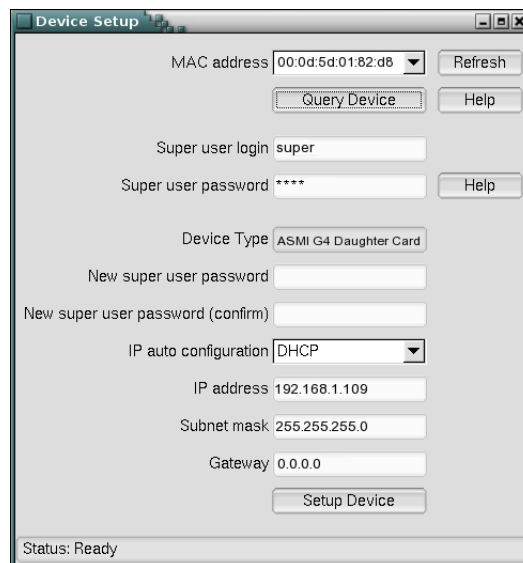 Device Setup
MAC address 00:0d:5d:01:82:d8 Refresh
Query Device Help
Super user login super
Super user password **** Help
Device Type ASMI G4 Daughter Card
New super user password
New super user password (confirm)
IP auto configuration DHCP
IP address 192.168.1.109
Subnet mask 255.255.255.0
Gateway 0.0.0.0
Setup Device
Status: Ready